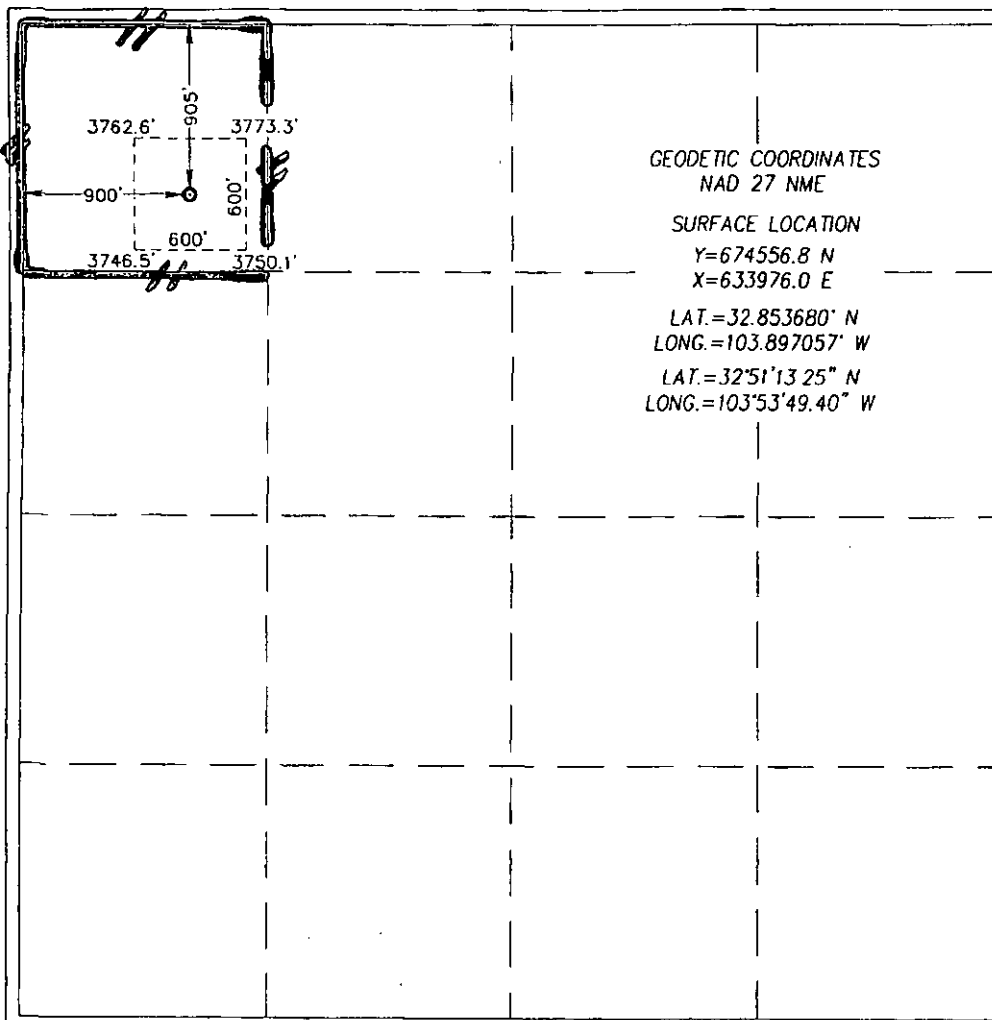 905'
3762.6' 3773.3'
900'
600'
600'
3746.5' 3750.1'
GEODETIC COORDINATES
NAD 27 NME
SURFACE LOCATION
Y=674556.8 N
X=633976.0 E
LAT.=32.853680° N
LONG.=103.897057° W
LAT.=32°51'13.25" N
LONG.=103°53'49.40" W